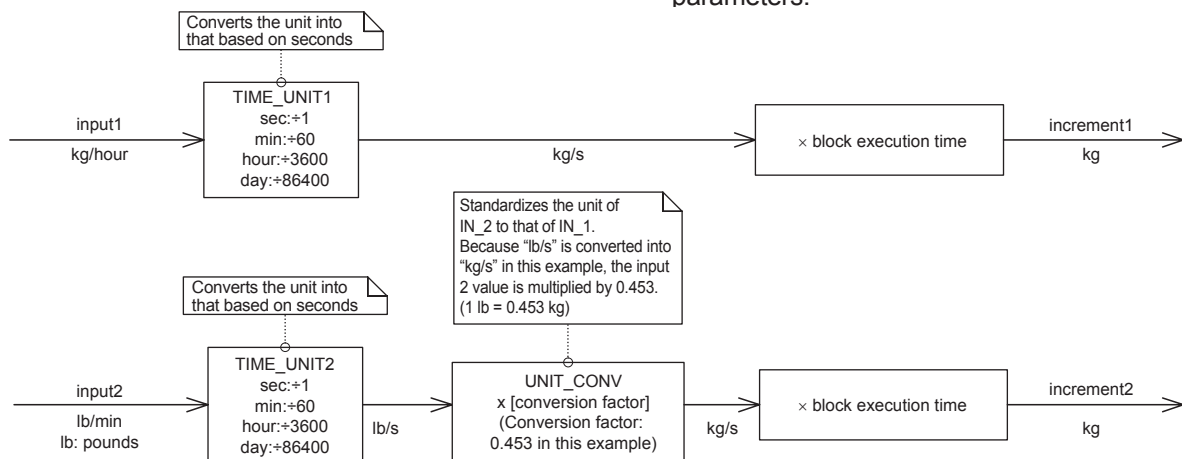 parameters.
Converts the unit into
that based on seconds
input1
kg/hour
TIME_UNIT1
sec:÷1
min:÷60
hour:÷3600
day:÷86400
kg/s
× block execution time
increment1
kg
Standardizes the unit of
IN_2 to that of IN_1.
Because “lb/s” is converted into
“kg/s” in this example, the input
2 value is multiplied by 0.453.
(1 lb = 0.453 kg)
Converts the unit into
that based on seconds
input2
lb/min
lb: pounds
TIME_UNIT2
sec:÷1
min:÷60
hour:÷3600
day:÷86400
lb/s
UNIT_CONV
x [conversion factor]
(Conversion factor:
0.453 in this example)
kg/s
× block execution time
increment2
kg